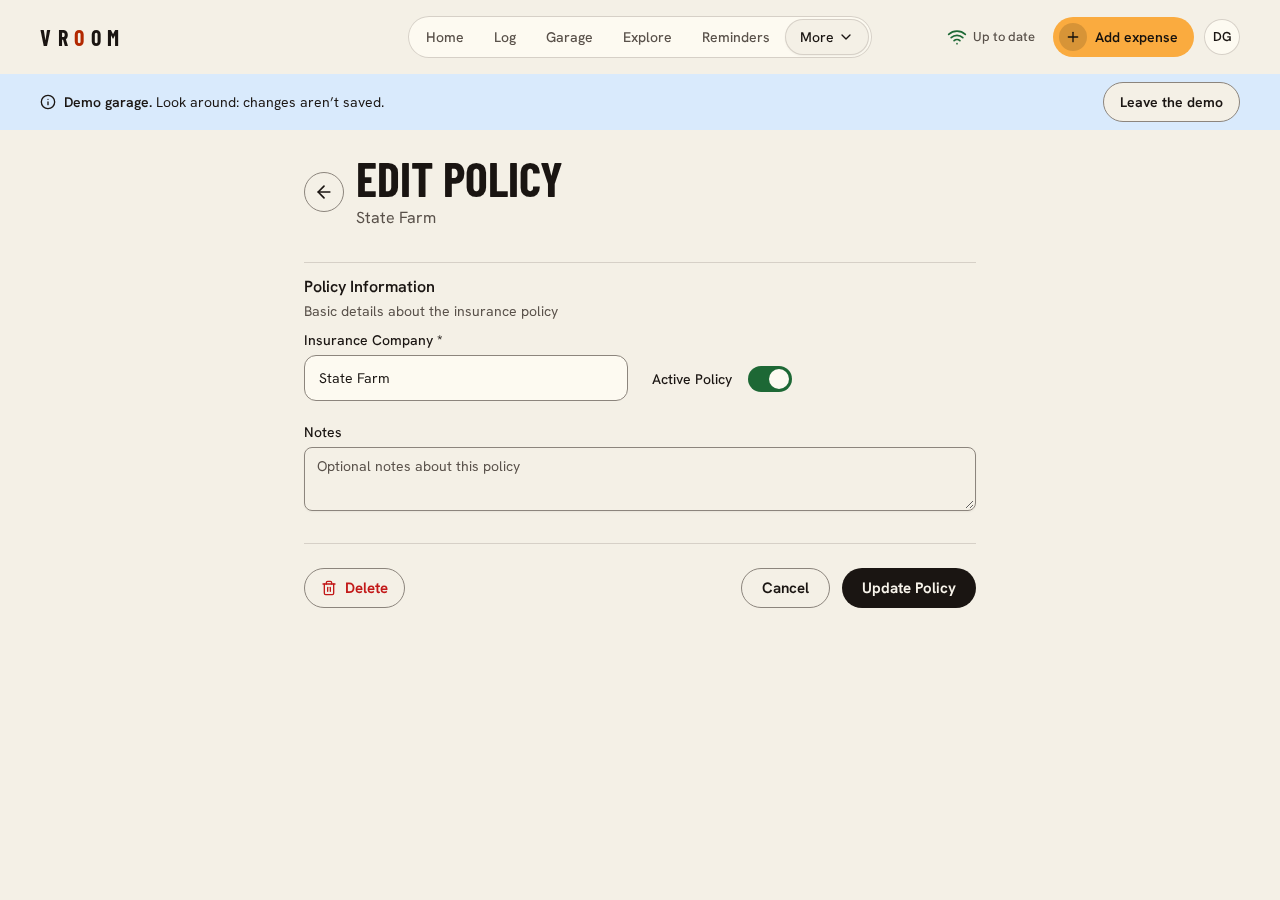 VROOM
Home Log Garage Explore Reminders More
Up to date
Add expense
DG
Demo garage. Look around: changes aren’t saved.
Leave the demo
EDIT POLICY
State Farm
Policy Information
Basic details about the insurance policy
Insurance Company *
State Farm
Active Policy
Notes
Optional notes about this policy
Delete
Cancel
Update Policy